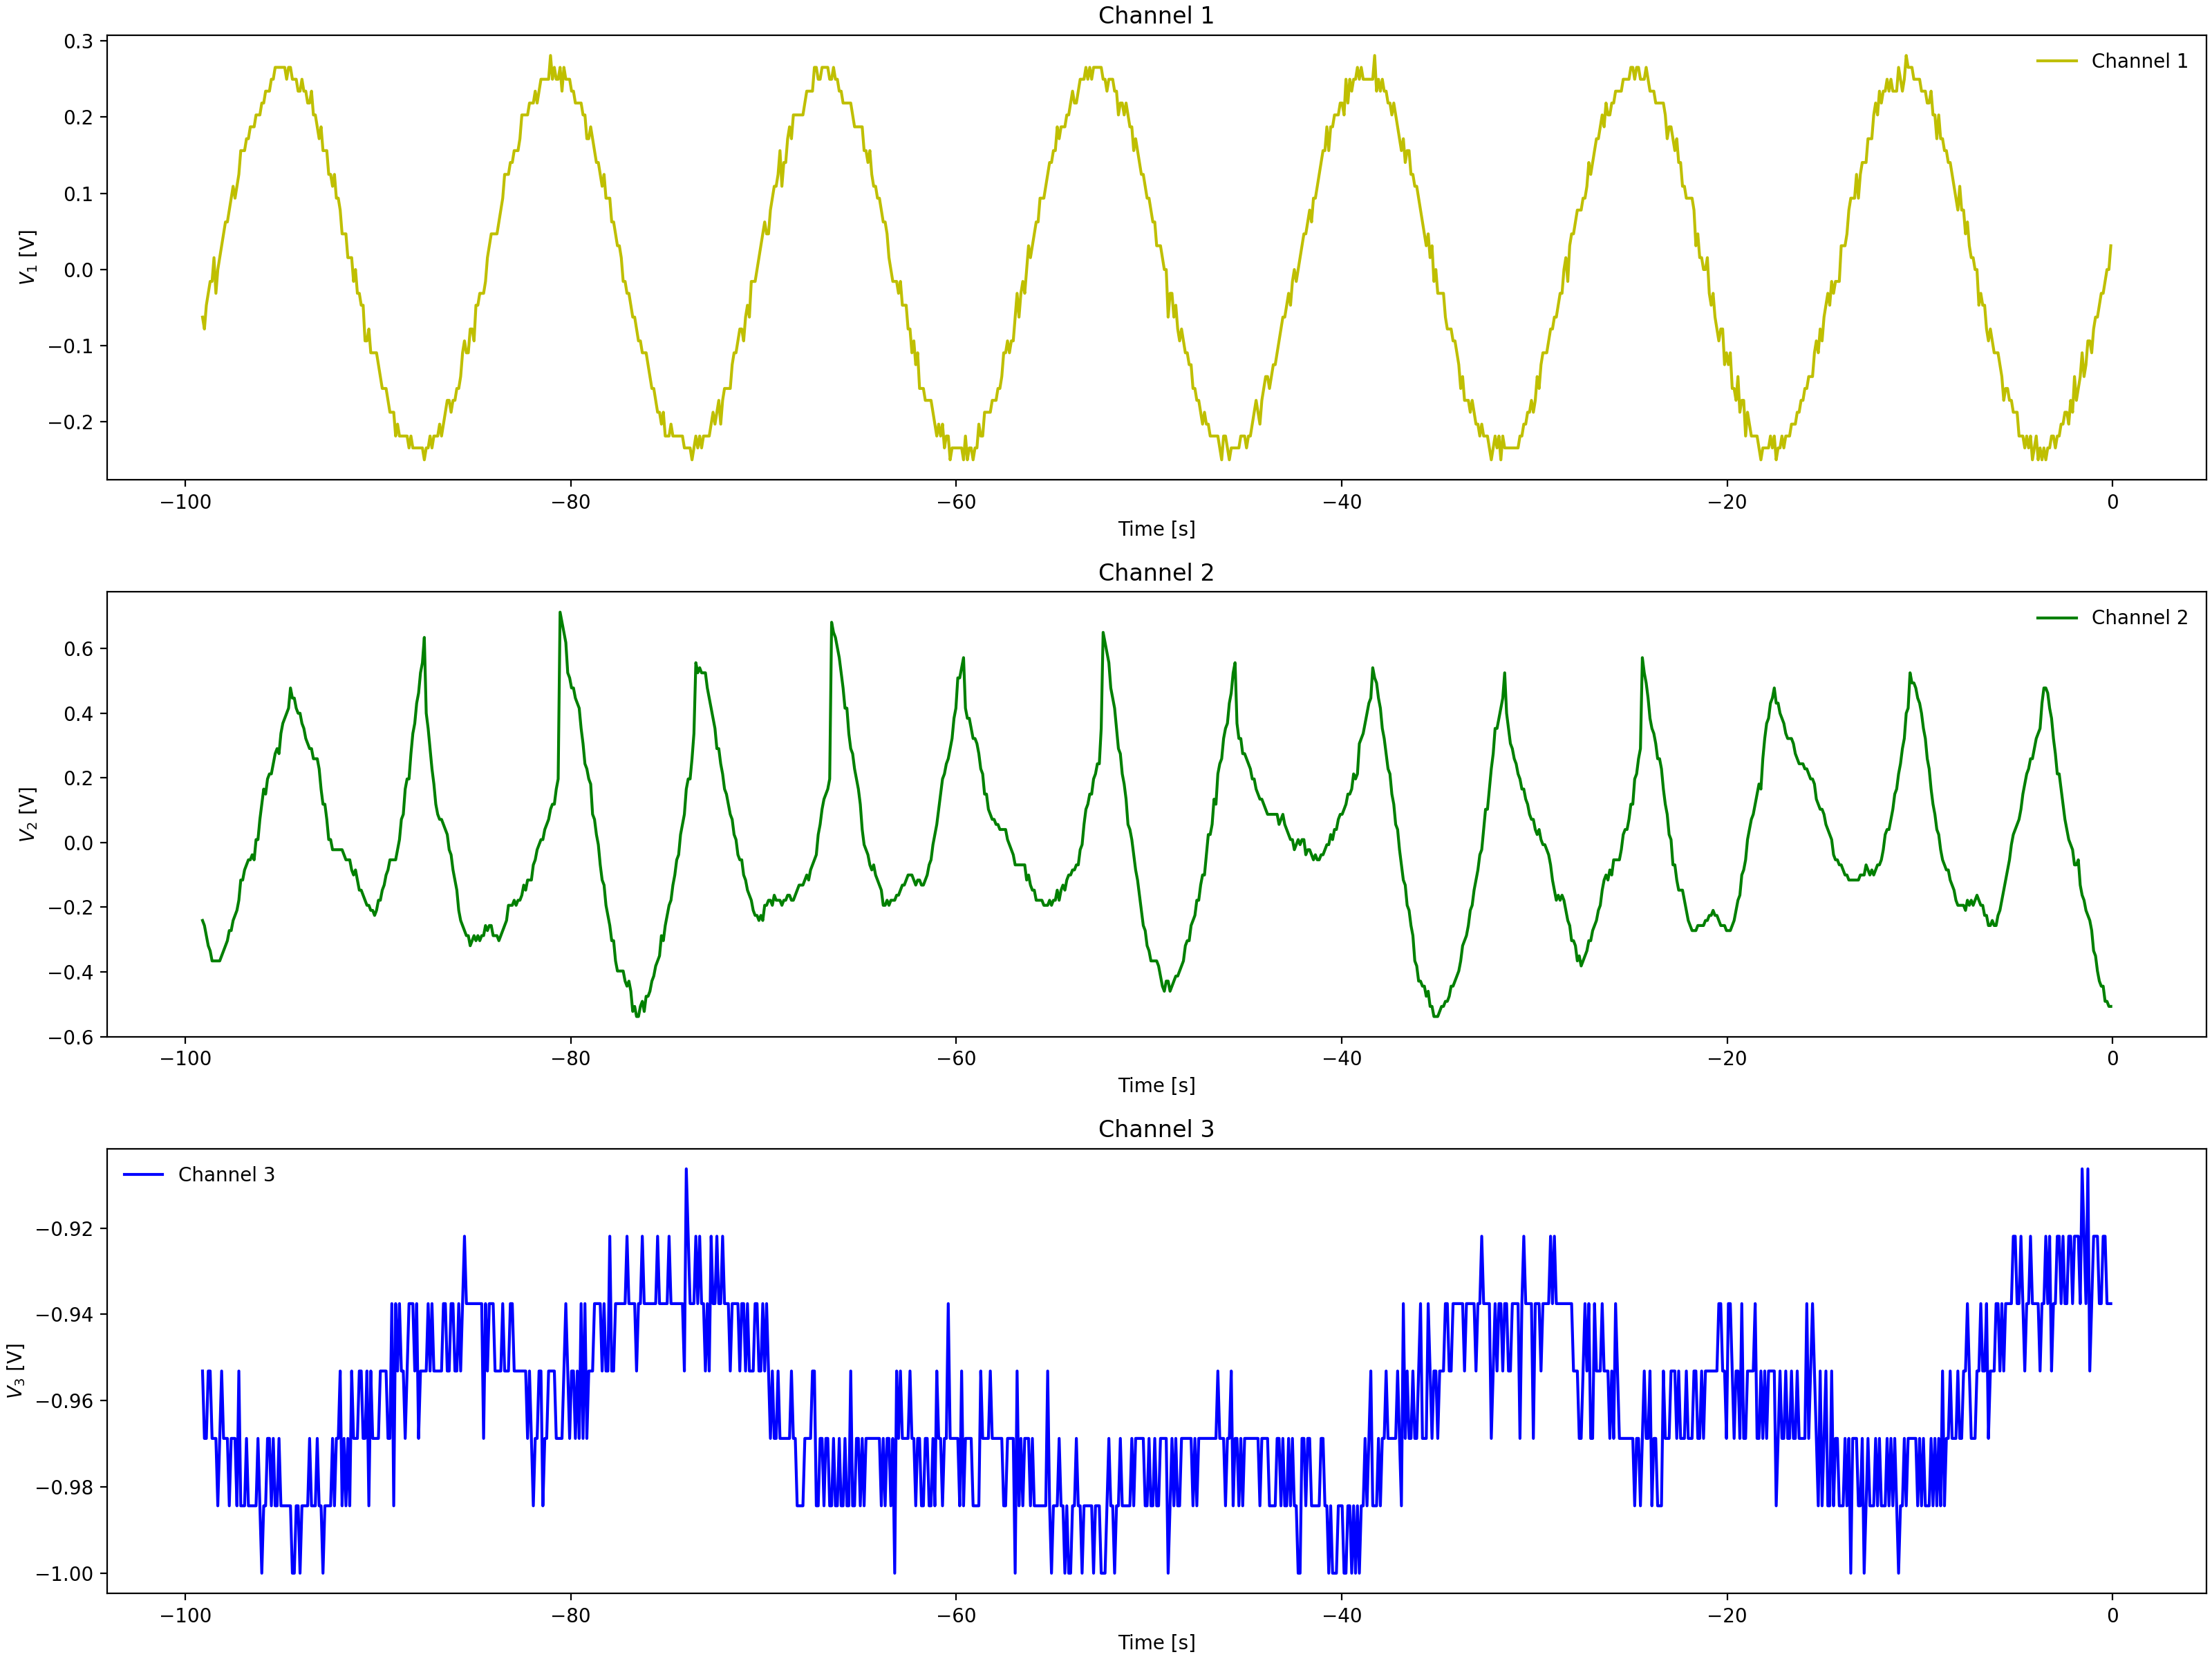 Channel 1
0.3
0.2
0.1
0.0
−0.1
−0.2
V1 [V]
Channel 1
−100 −80 −60 −40 −20 0
Time [s]
Channel 2
0.6
0.4
0.2
0.0
−0.2
−0.4
−0.6
V2 [V]
Channel 2
−100 −80 −60 −40 −20 0
Time [s]
Channel 3
−0.92
−0.94
−0.96
−0.98
−1.00
V3 [V]
Channel 3
−100 −80 −60 −40 −20 0
Time [s]